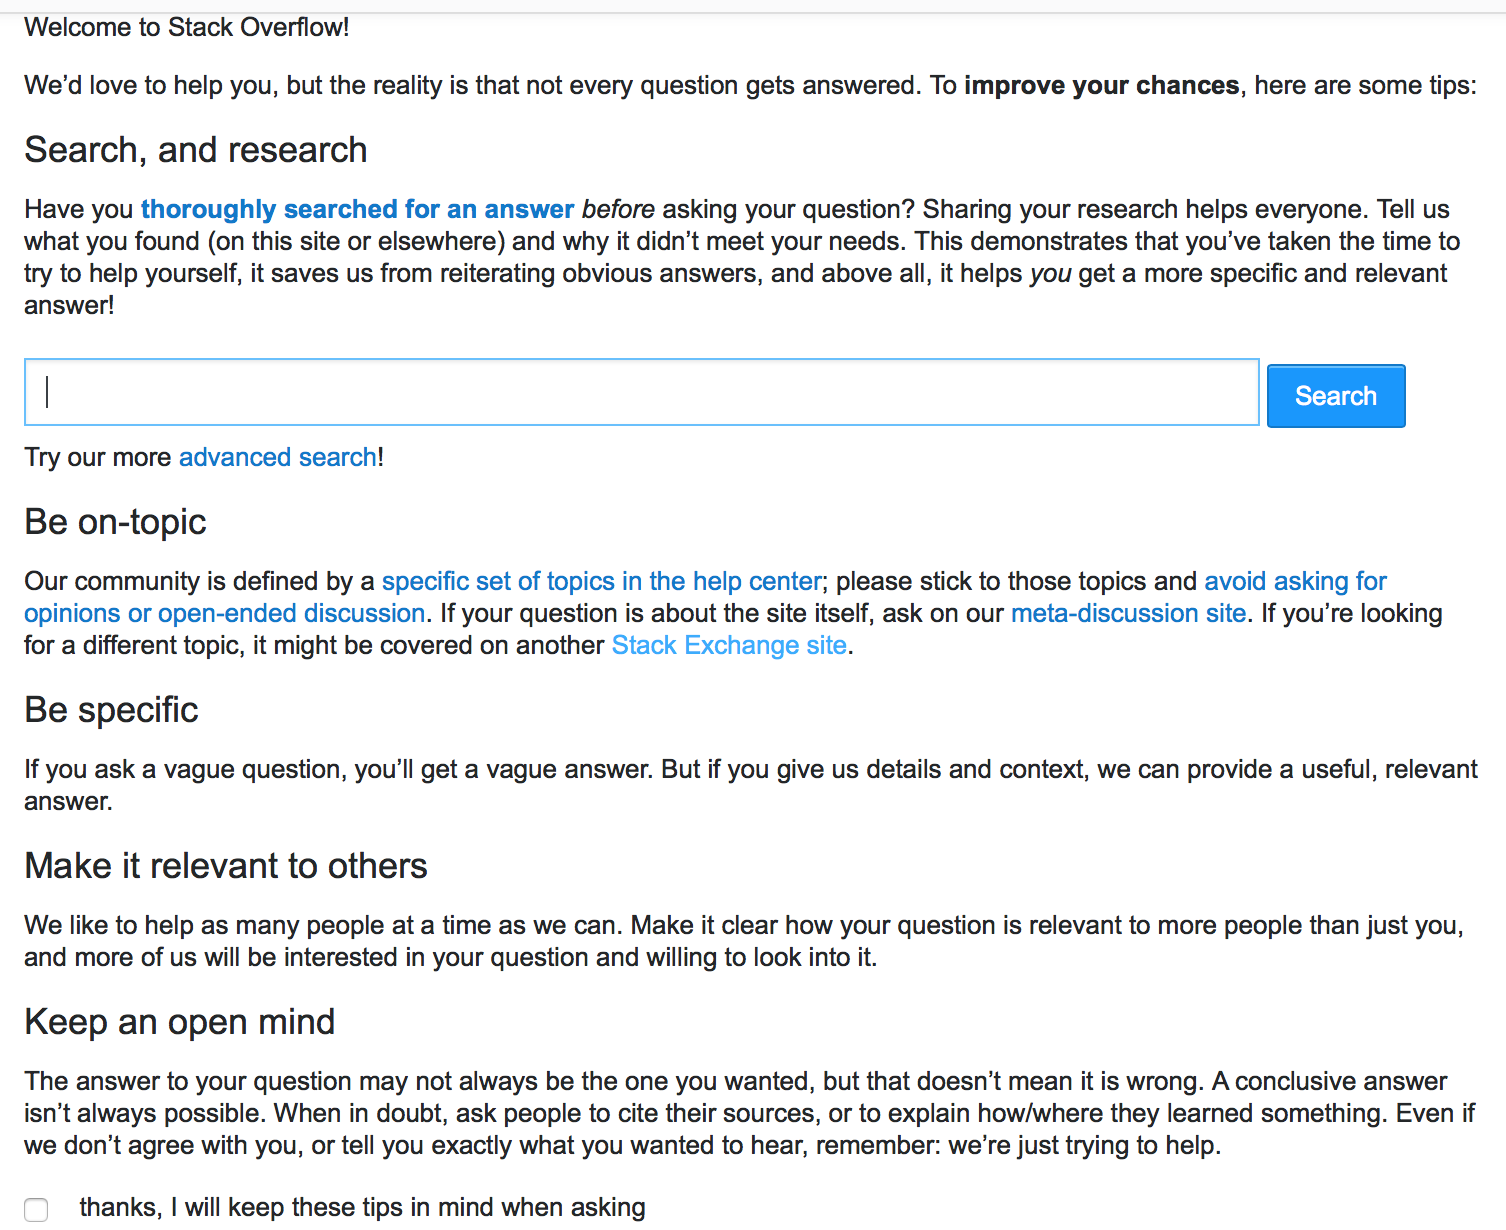 Welcome to Stack Overflow!
We’d love to help you, but the reality is that not every question gets answered. To improve your chances, here are some tips:
Search, and research
Have you thoroughly searched for an answer before asking your question? Sharing your research helps everyone. Tell us
what you found (on this site or elsewhere) and why it didn’t meet your needs. This demonstrates that you’ve taken the time to
try to help yourself, it saves us from reiterating obvious answers, and above all, it helps you get a more specific and relevant
answer!
Search
Try our more advanced search!
Be on-topic
Our community is defined by a specific set of topics in the help center; please stick to those topics and avoid asking for
opinions or open-ended discussion. If your question is about the site itself, ask on our meta-discussion site. If you’re looking
for a different topic, it might be covered on another Stack Exchange site.
Be specific
If you ask a vague question, you’ll get a vague answer. But if you give us details and context, we can provide a useful, relevant
answer.
Make it relevant to others
We like to help as many people at a time as we can. Make it clear how your question is relevant to more people than just you,
and more of us will be interested in your question and willing to look into it.
Keep an open mind
The answer to your question may not always be the one you wanted, but that doesn’t mean it is wrong. A conclusive answer
isn’t always possible. When in doubt, ask people to cite their sources, or to explain how/where they learned something. Even if
we don’t agree with you, or tell you exactly what you wanted to hear, remember: we’re just trying to help.
thanks, I will keep these tips in mind when asking